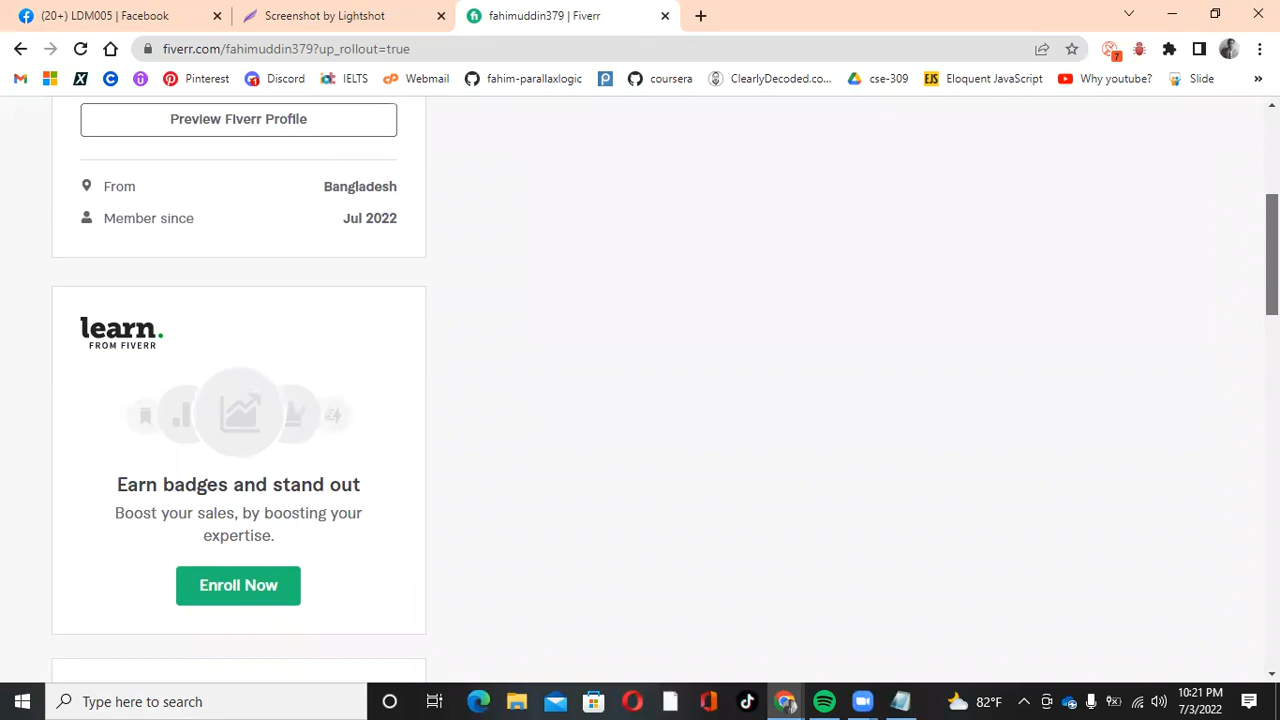 (20+) LDM005 | Facebook
Screenshot by Lightshot
fahimuddin379 | Fiverr
fiverr.com/fahimuddin379?up_rollout=true
7
Pinterest
Discord
IELTS
Webmail
fahim-parallaxlogic
coursera
ClearlyDecoded.co...
cse-309
EJS
Eloquent JavaScript
Why youtube?
Slide
Preview Fiverr Profile
From
Bangladesh
Member since
Jul 2022
learn.
FROM FIVERR
Earn badges and stand out
Boost your sales, by boosting your
expertise.
Enroll Now
Type here to search
82°F
10:21 PM
7/3/2022